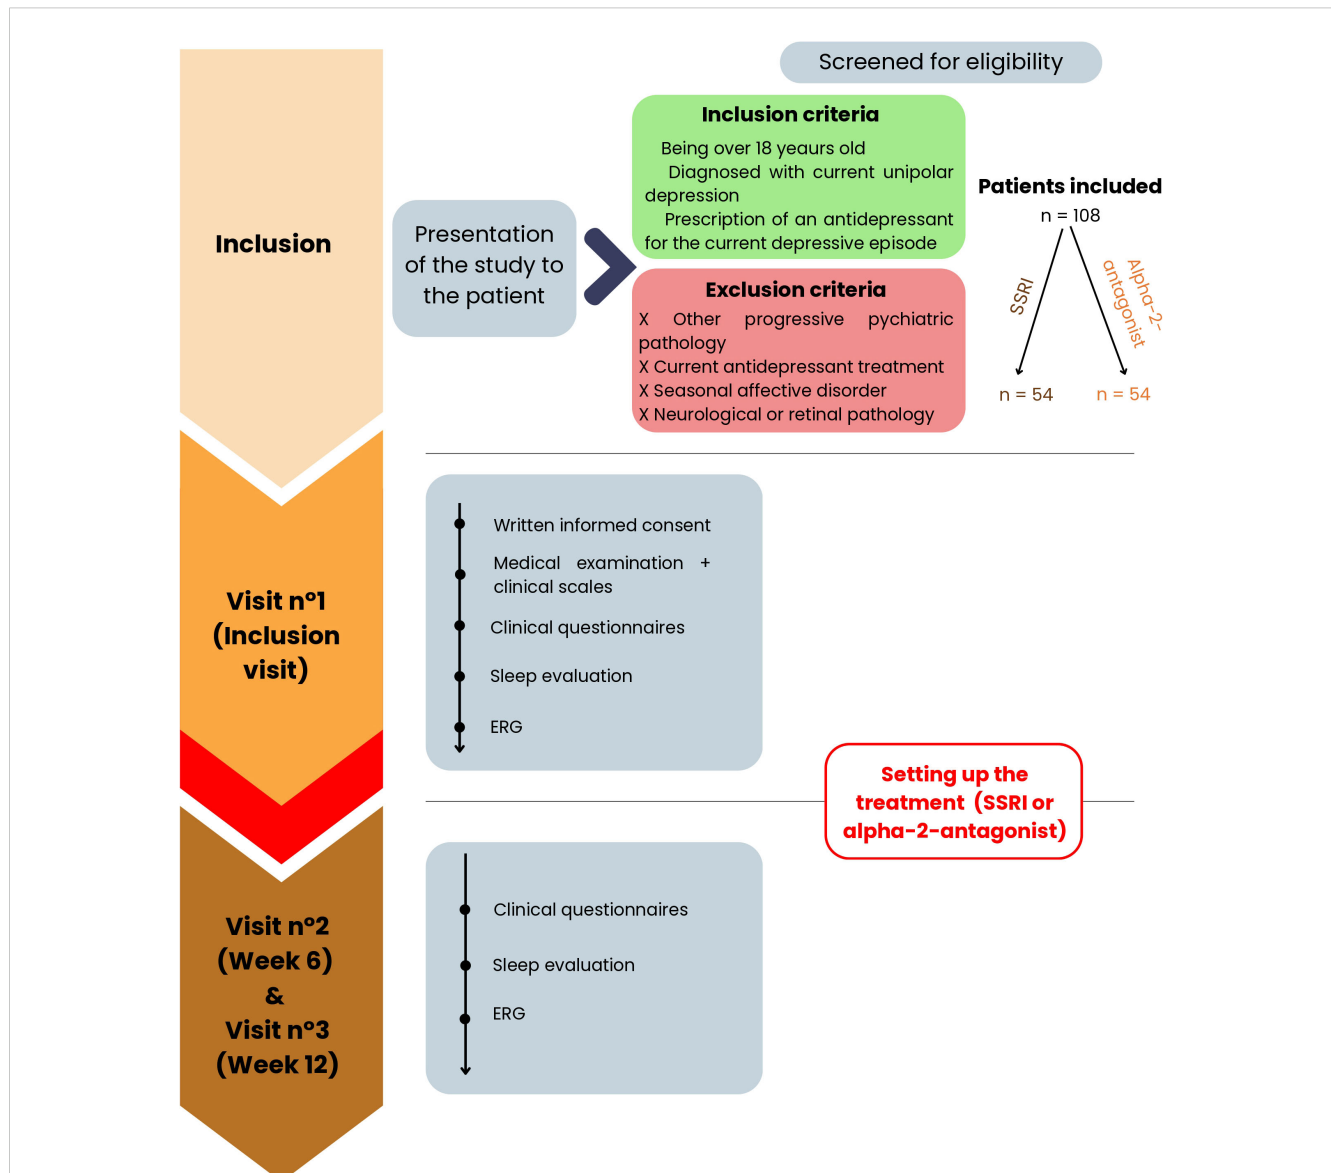 Screened for eligibility
Inclusion
Presentation
of the study to
the patient
Inclusion criteria
Being over 18 yeaurs old
Diagnosed with current unipolar
depression
Prescription of an antidepressant
for the current depressive episode
Exclusion criteria
X Other progressive pychiatric
pathology
X Current antidepressant treatment
X Seasonal affective disorder
X Neurological or retinal pathology
Patients included
n = 108
SSRI
Alpha-2-
antagonist
n = 54
n = 54
Visit n°1
(Inclusion
visit)
Written informed consent
Medical examination +
clinical scales
Clinical questionnaires
Sleep evaluation
ERG
Setting up the
treatment (SSRI or
alpha-2-antagonist)
Visit n°2
(Week 6)
&
Visit n°3
(Week 12)
Clinical questionnaires
Sleep evaluation
ERG